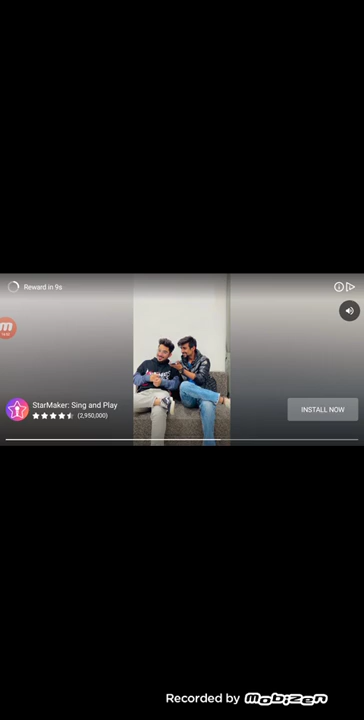 Reward in 9s
StarMaker: Sing and Play
(2,950,000)
INSTALL NOW
Recorded by mobizen